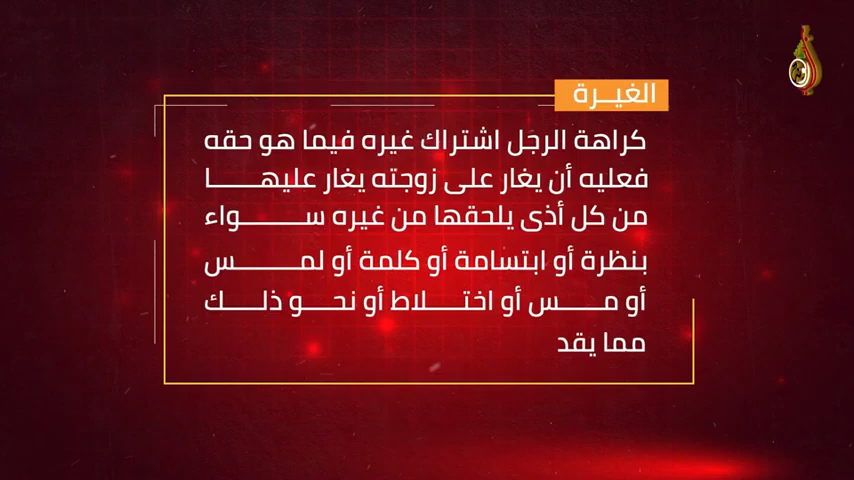 الغيـرة
كراهة الرجل اشتراك غيره فيما هو حقه
فعليه أن يغار على زوجته يغار عليهـــا
من كل أذى يلحقها من غيره ســـــواء
بنظرة أو ابتسامة أو كلمة أو لمـــس
أو مـــس أو اختـــلاط أو نحـــو ذلـــك
مما يقد